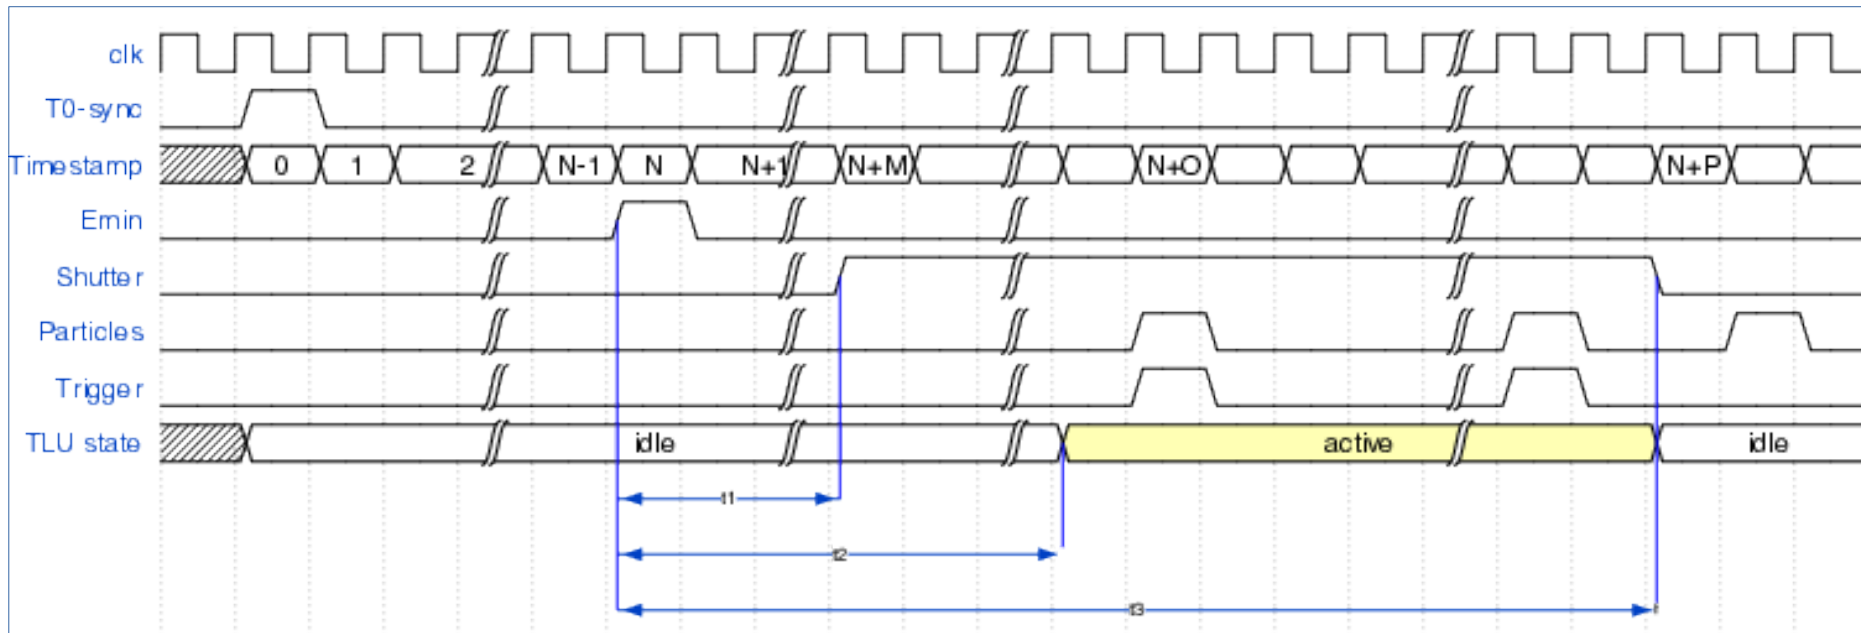 clk
T0-sync
Timestamp 0 1 2 N-1 N N+1 N+M N+O N+P
Emin
Shutter
Particles
Trigger
TLU state idle active idle
t1
t2
t3